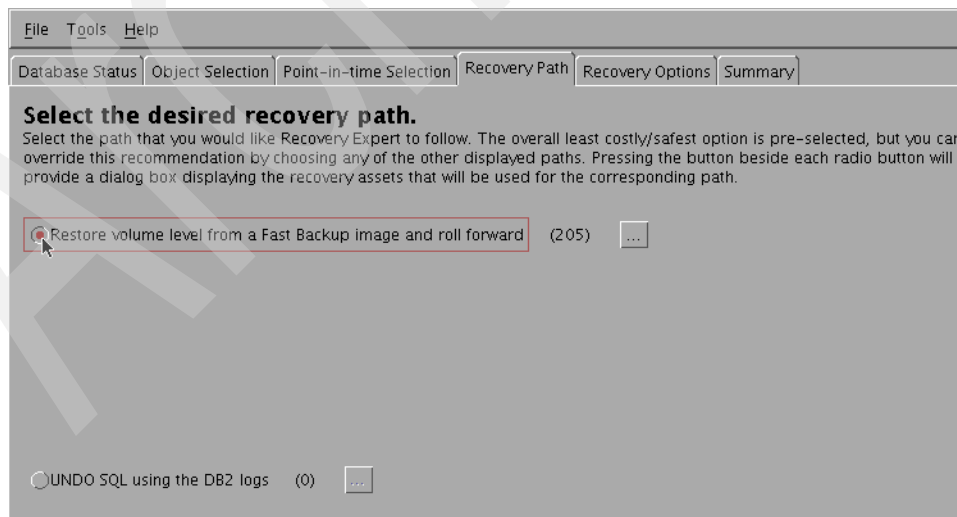 File Tools Help
Database Status Object Selection Point-in-time Selection Recovery Path Recovery Options Summary
Select the desired recovery path.
Select the path that you would like Recovery Expert to follow. The overall least costly/safest option is pre-selected, but you can
override this recommendation by choosing any of the other displayed paths. Pressing the button beside each radio button will
provide a dialog box displaying the recovery assets that will be used for the corresponding path.
Restore volume level from a Fast Backup image and roll forward (205) ...
UNDO SQL using the DB2 logs (0) ...